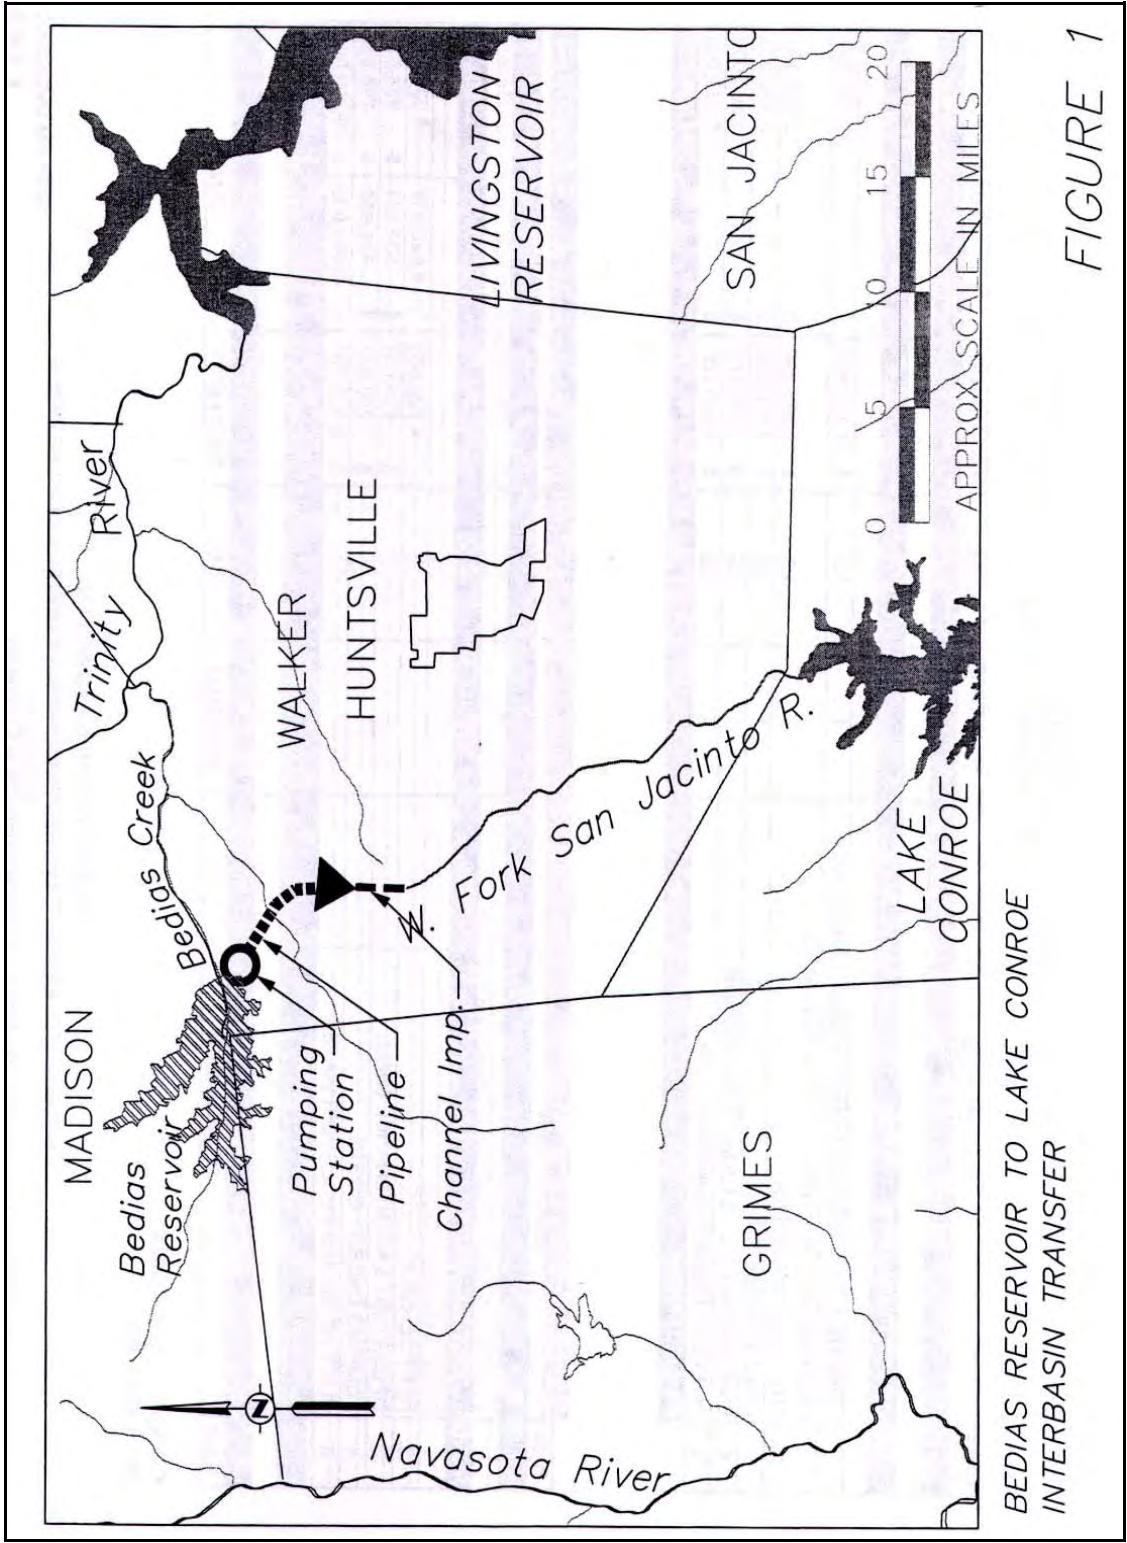 MADISON
Bedias
Reservoir
Bedias Creek
Trinity River
Pumping
Station
Pipeline
Channel Imp.
WALKER
HUNTSVILLE
LIVINGSTON
RESERVOIR
N
Navasota River
W. Fork San Jacinto R.
GRIMES
SAN JACINTO
LAKE
CONROE
0 5 10 15 20
APPROX SCALE IN MILES
BEDIAS RESERVOIR TO LAKE CONROE
INTERBASIN TRANSFER
FIGURE 1